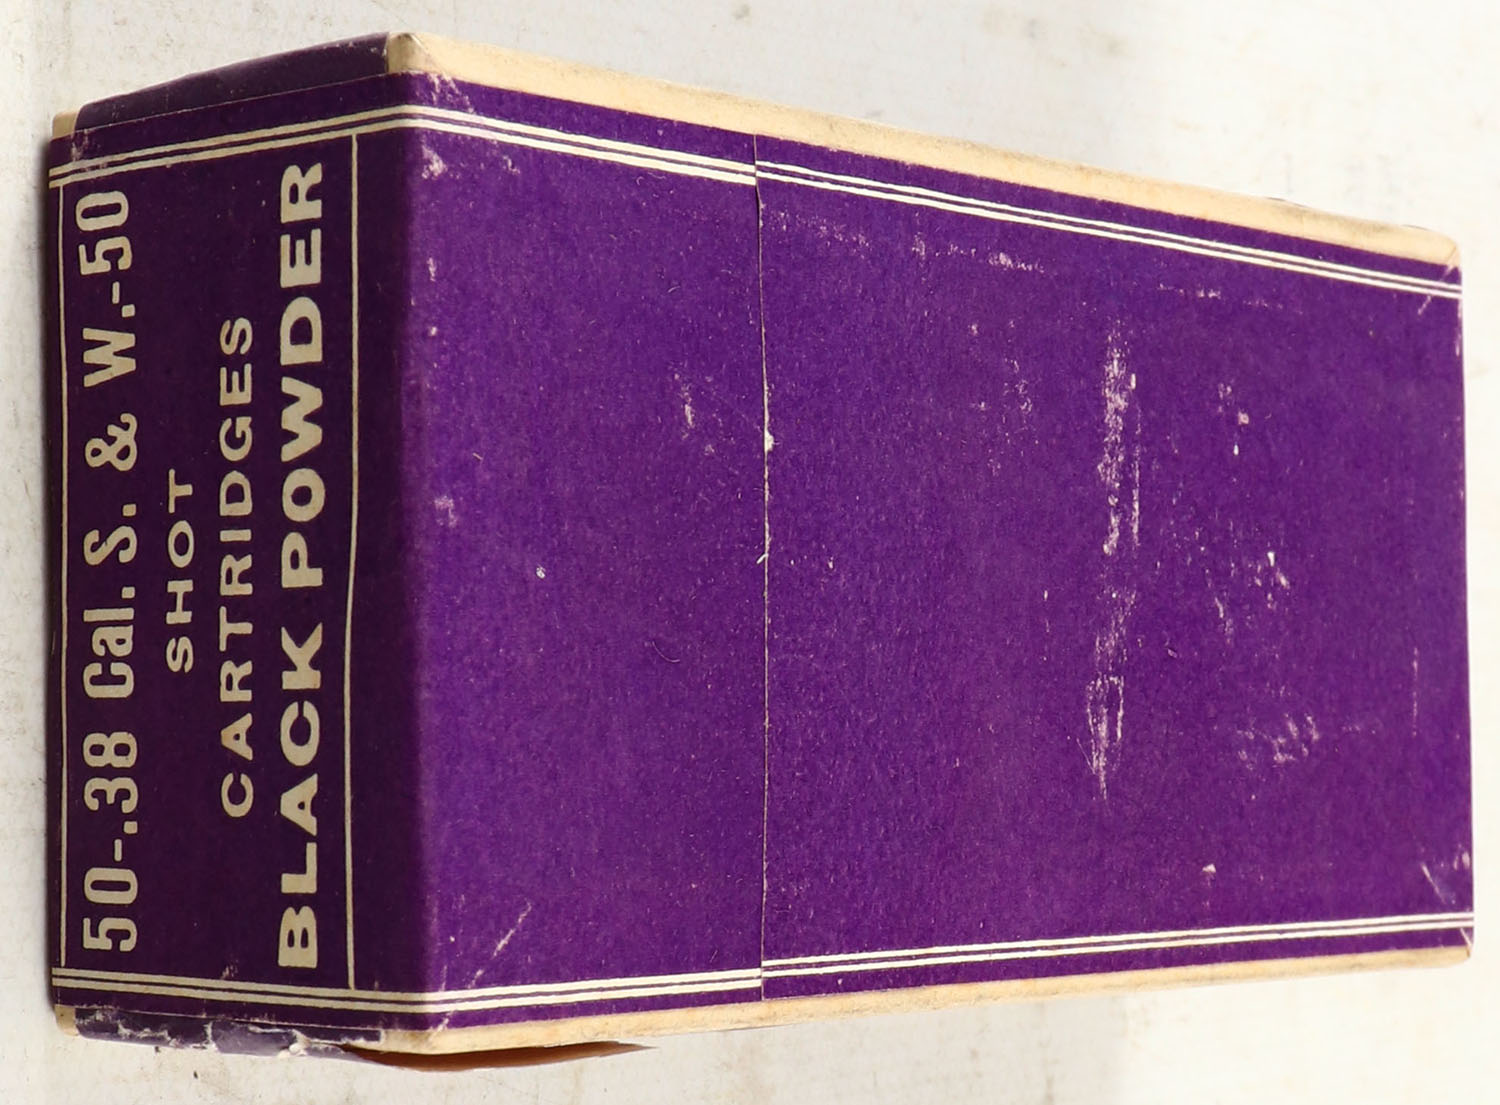 50-.38 Cal. S. & W.-50
SHOT
CARTRIDGES
BLACK POWDER